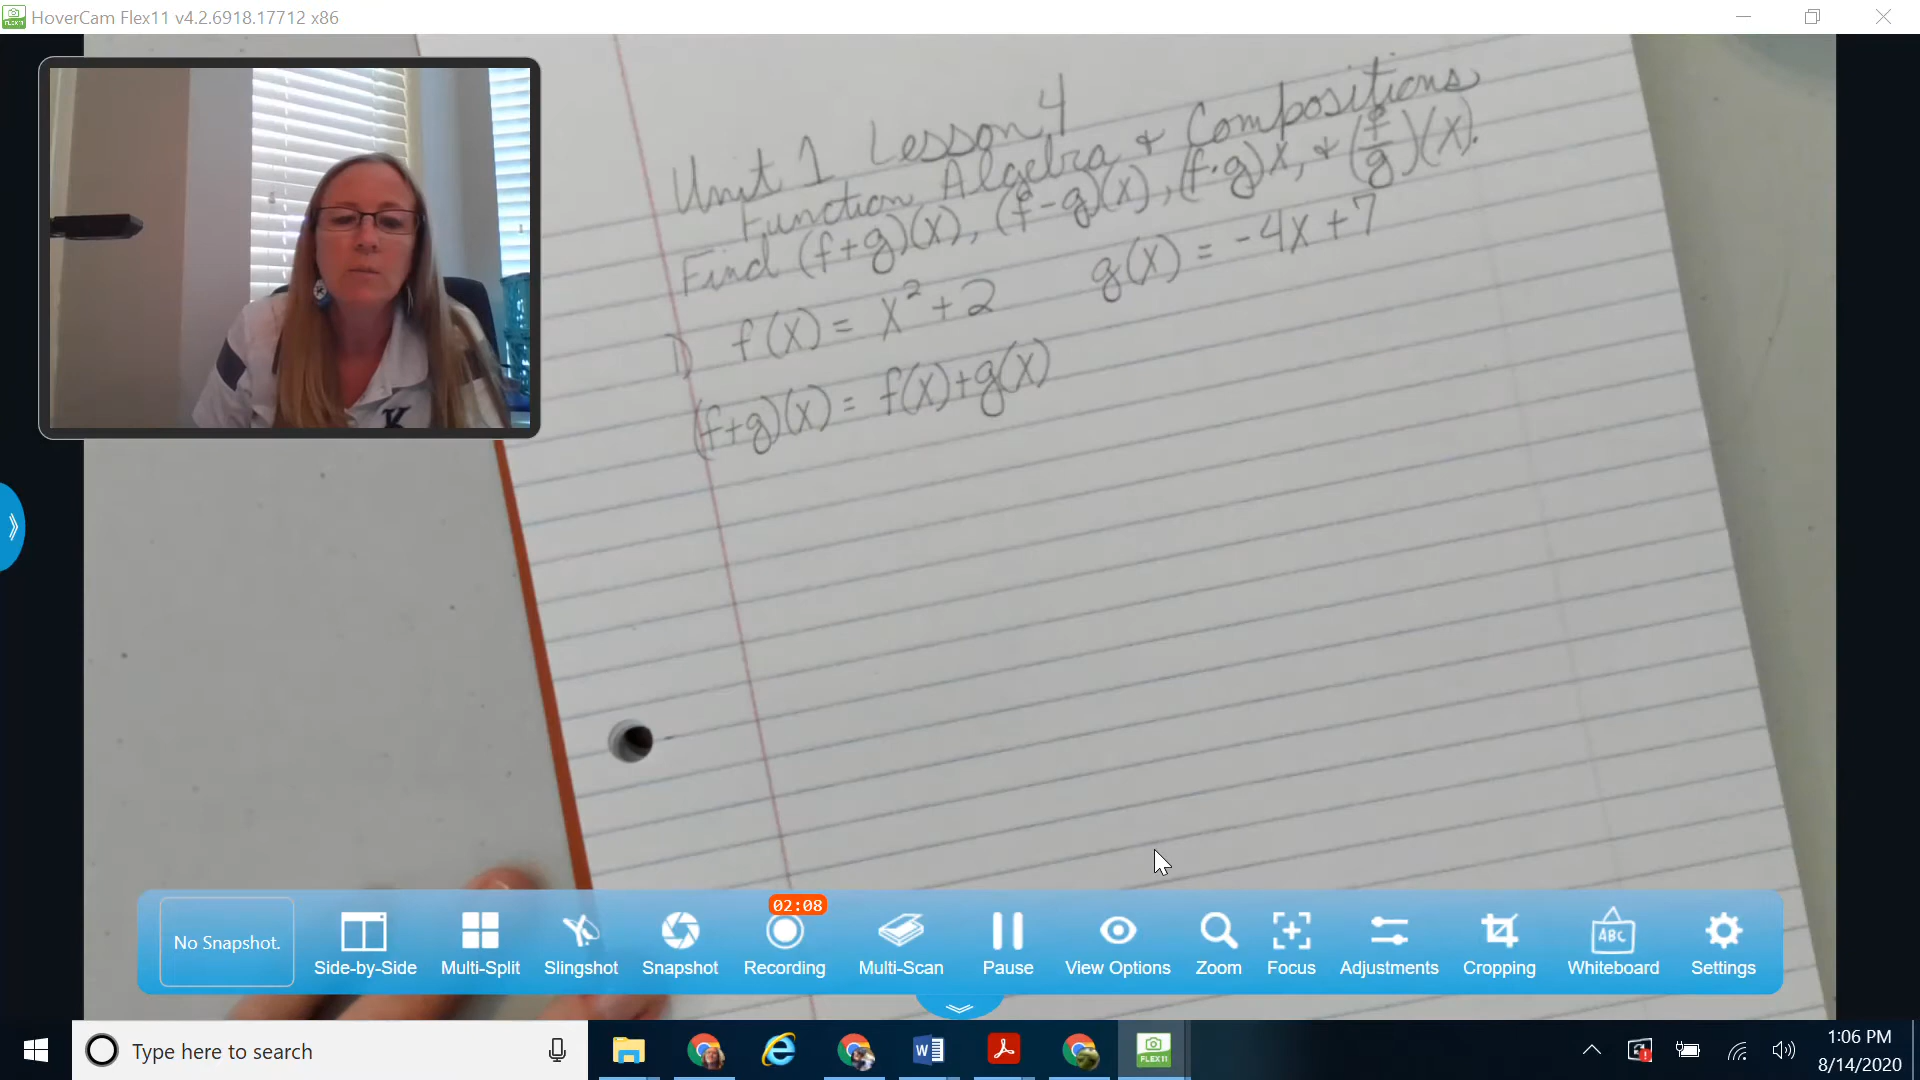 HoverCam Flex11 v4.2.6918.17712 x86
Unit 1 Lesson 4
Function Algebra & Compositions
Find (f+g)(x), (f-g)(x), (f·g)x, & (f/g)(x).
1) f(x) = x² + 2 g(x) = -4x + 7
(f+g)(x) = f(x)+g(x)
K
02:08
No Snapshot.
Side-by-Side Multi-Split Slingshot Snapshot Recording Multi-Scan Pause View Options Zoom Focus Adjustments Cropping Whiteboard Settings
ABC
Type here to search
FLEX11
1:06 PM
8/14/2020